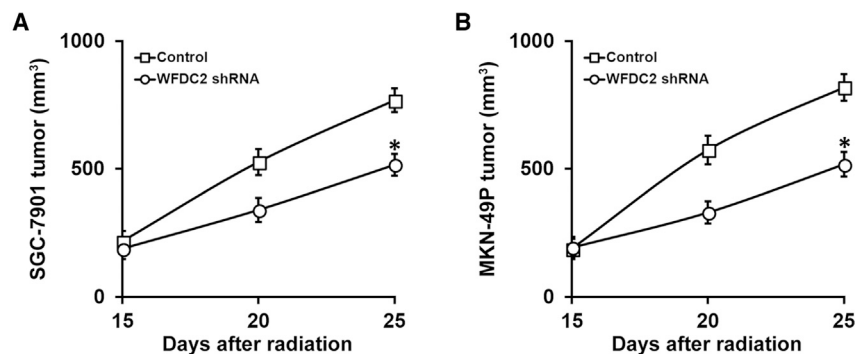 A
1000
Control
WFDC2 shRNA
SGC-7901 tumor (mm³)
500
*
0
15
20
25
Days after radiation
B
1000
Control
WFDC2 shRNA
MKN-49P tumor (mm³)
500
*
0
15
20
25
Days after radiation